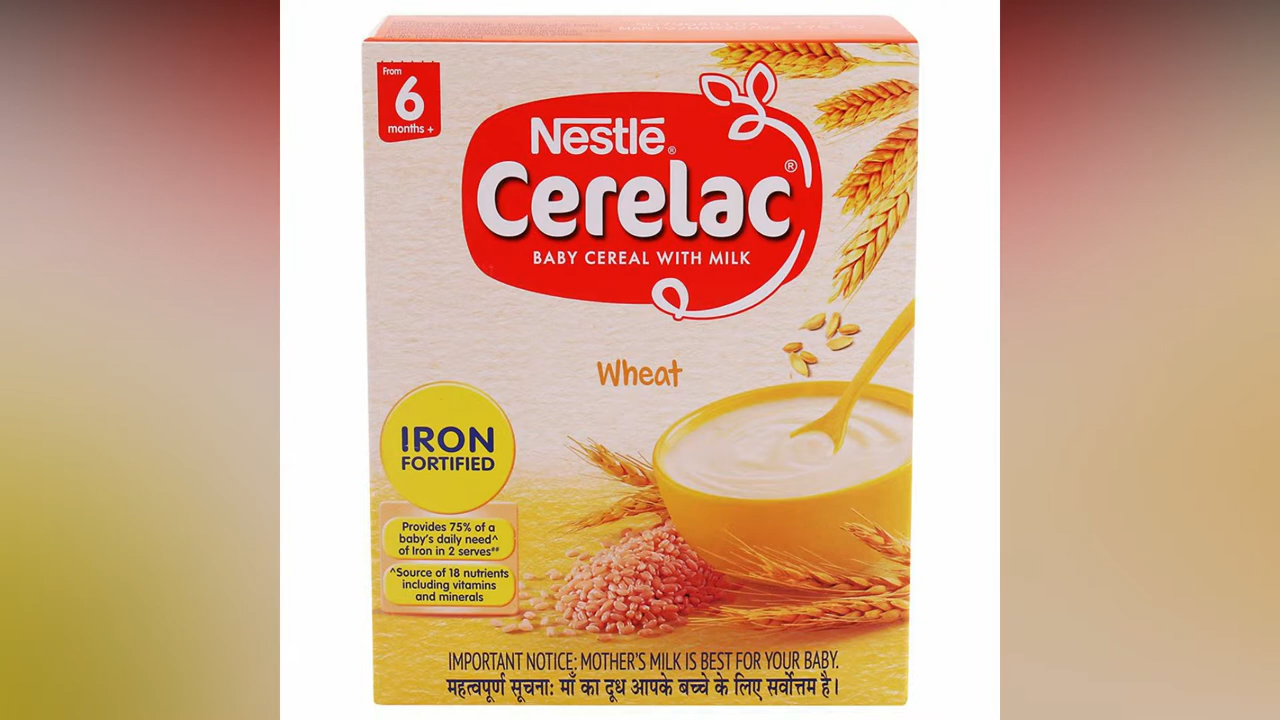 From
6
months +
Nestlé®
Cerelac®
BABY CEREAL WITH MILK
Wheat
IRON
FORTIFIED
Provides 75% of a
baby's daily need^
of Iron in 2 serves##
^Source of 18 nutrients
including vitamins
and minerals
IMPORTANT NOTICE: MOTHER'S MILK IS BEST FOR YOUR BABY.
महत्वपूर्ण सूचना: माँ का दूध आपके बच्चे के लिए सर्वोत्तम है।